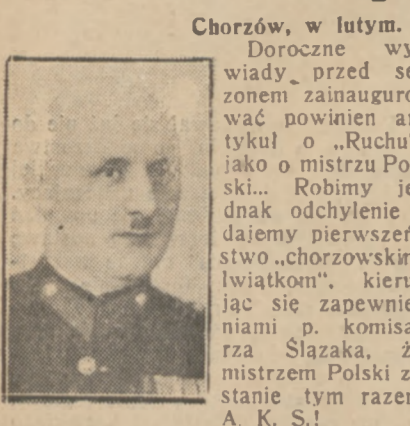 Chorzów, w lutym.
Doroczne wy
wiady przed se
zonem zainauguro
wać powinien ar
tykuł o „Ruchu"
jako o mistrzu Pol
ski... Robimy je
dnak odchylenie
dajemy pierwszeń
stwo „chorzowskim
lwiątkom", kieru
jąc się zapewnie
niami p. komisa
rza Ślązaka, ż
mistrzem Polski z
stanie tym razem
A. K. S.!